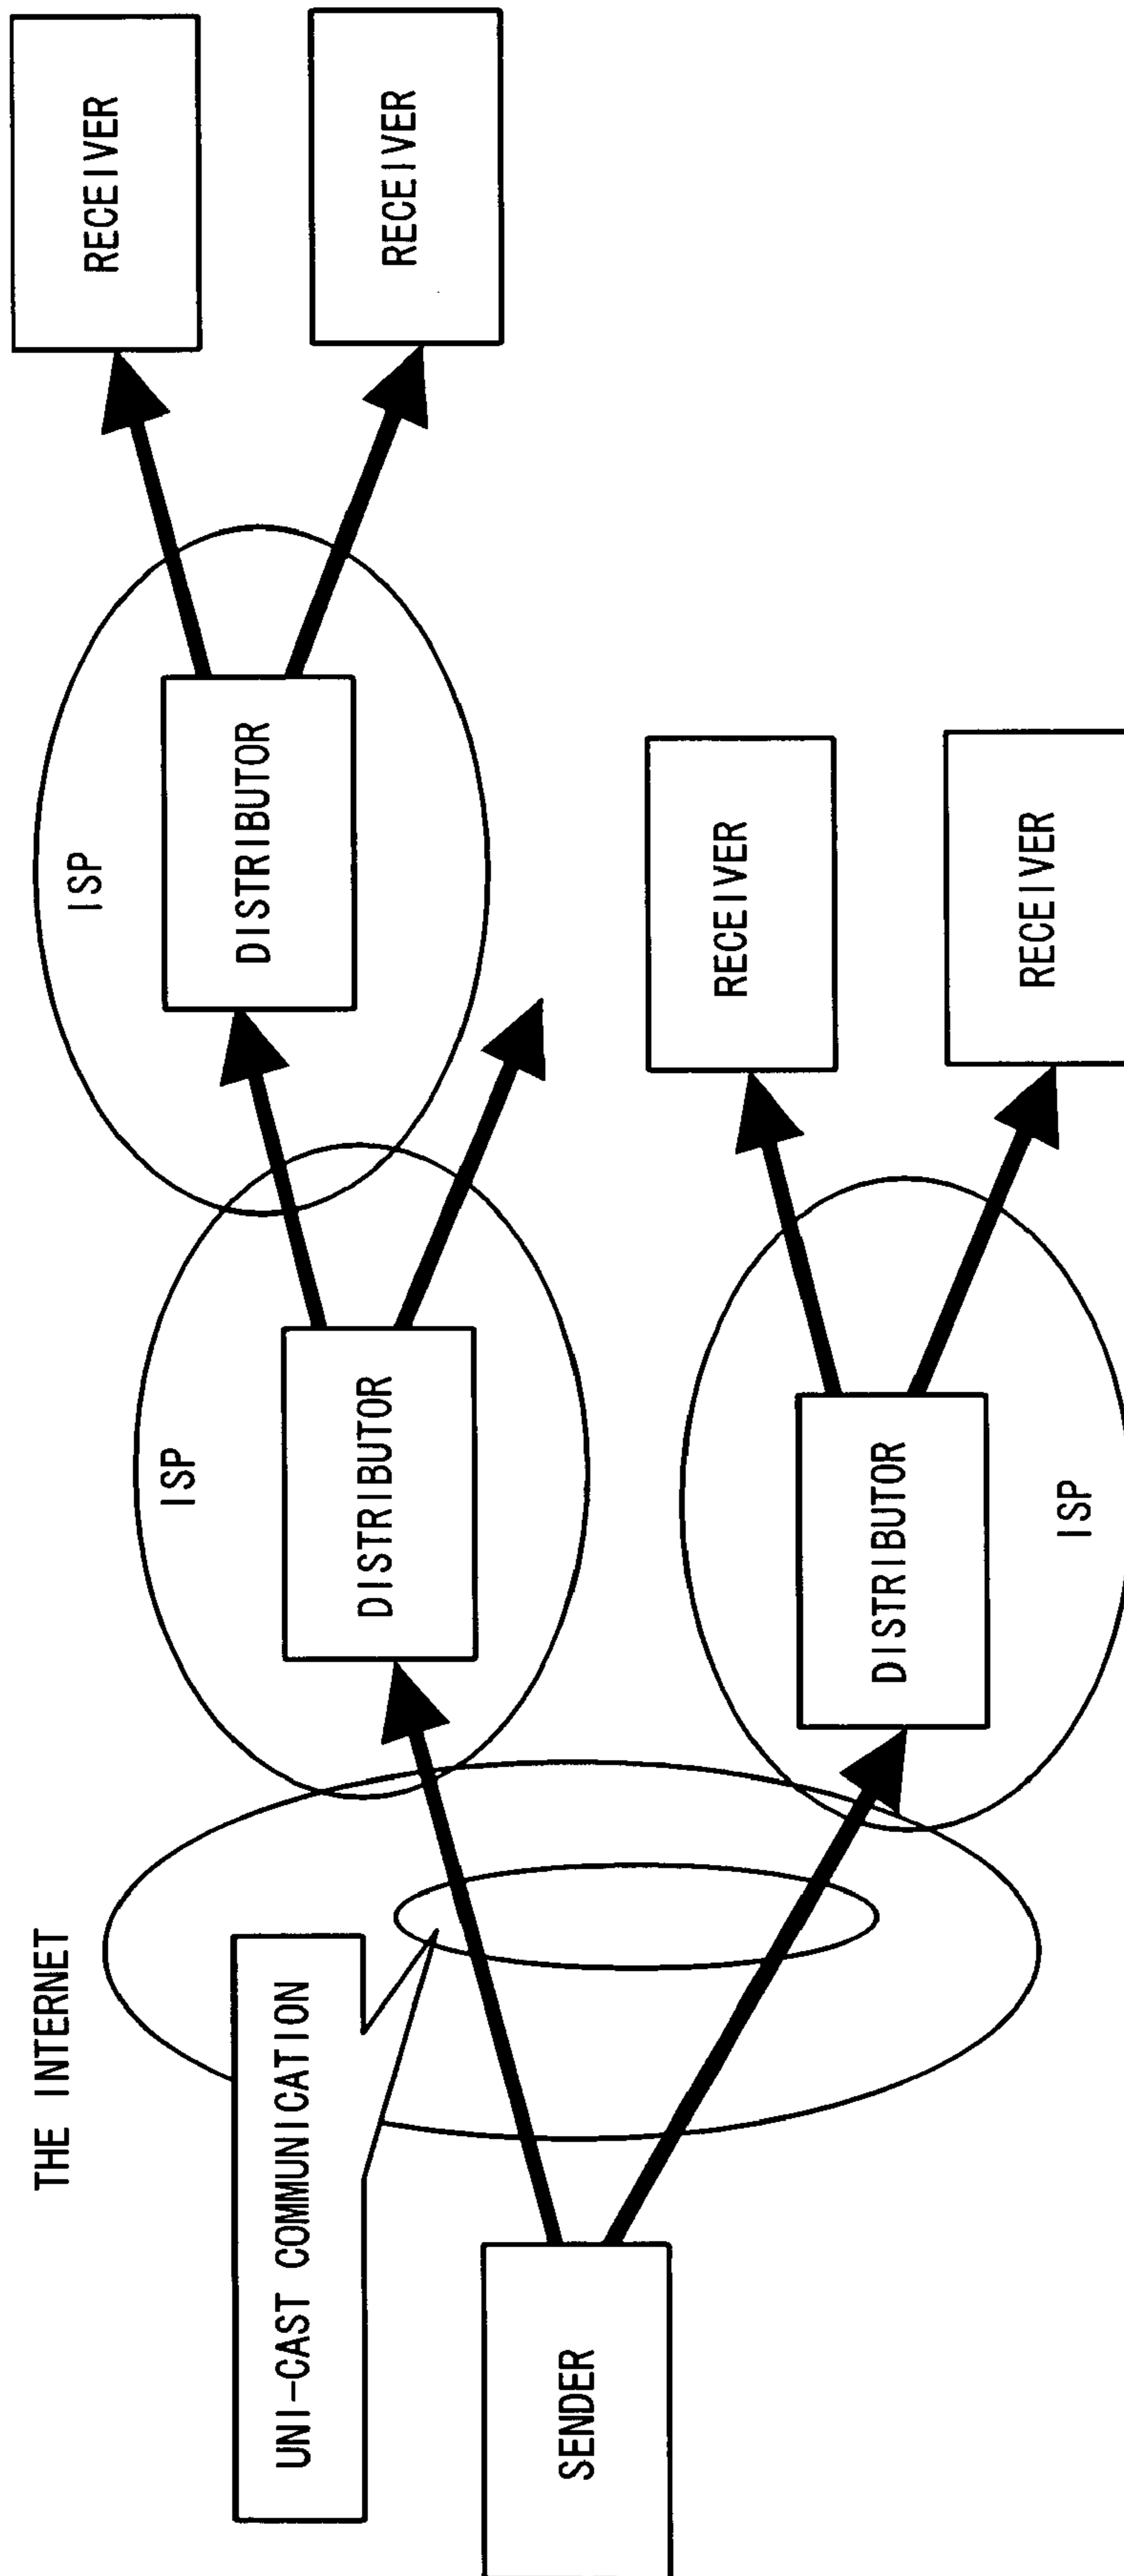 THE INTERNET
UNI-CAST COMMUNICATION
SENDER
ISP
DISTRIBUTOR
ISP
DISTRIBUTOR
RECEIVER
RECEIVER
DISTRIBUTOR
ISP
RECEIVER
RECEIVER